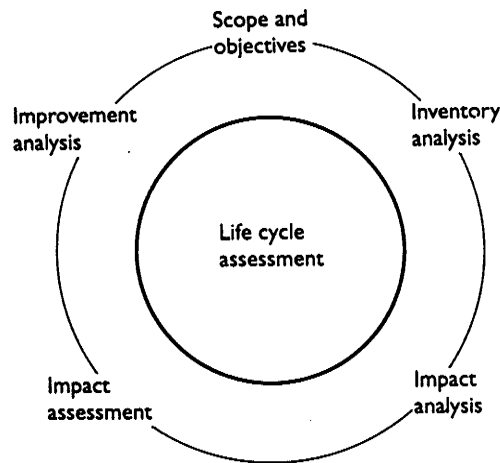 Scope and
objectives
Improvement
analysis
Inventory
analysis
Life cycle
assessment
Impact
assessment
Impact
analysis